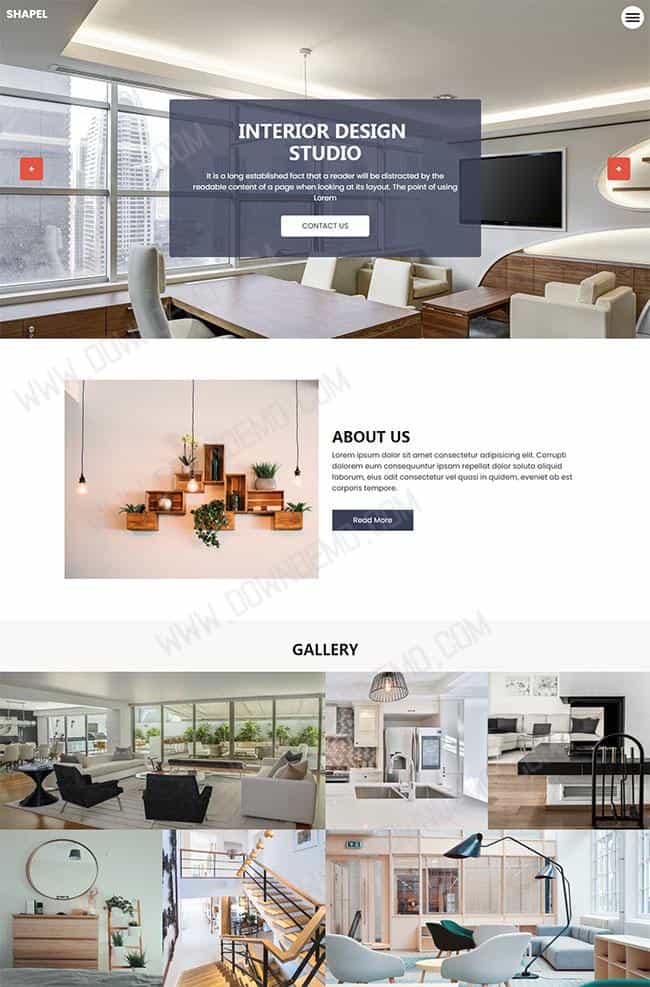 SHAPEL
INTERIOR DESIGN
STUDIO
It is a long established fact that a reader will be distracted by the
readable content of a page when looking at its layout. The point of using
Lorem
CONTACT US
ABOUT US
Lorem ipsum dolor sit amet consectetur adipisicing elit. Corrupti
dolorem eum consequuntur ipsam repellat dolor soluta aliquid
laborum, eius odit consectetur vel quasi in quidem, eveniet ab est
corporis tempore.
Read More
GALLERY
WWW.DOWNDEMO.COM
WWW.DOWNDEMO.COM